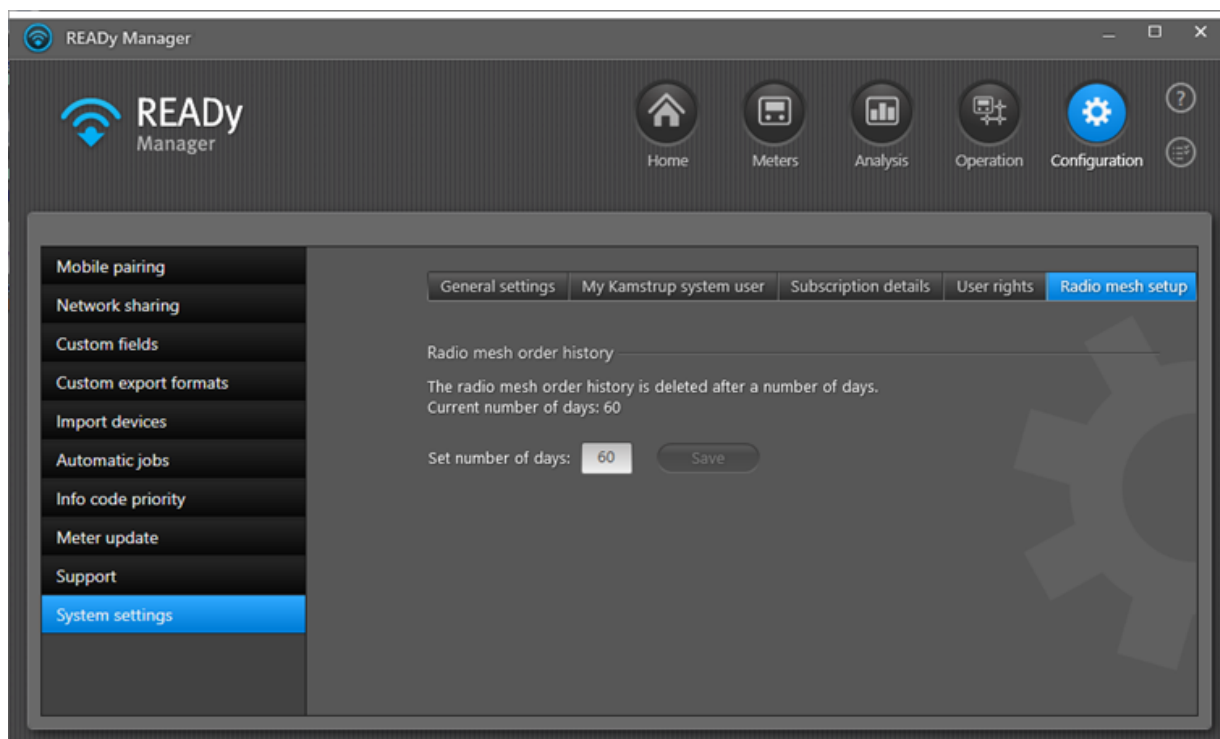 READy Manager
READy
Manager
Home Meters Analysis Operation Configuration
?
Mobile pairing
Network sharing
Custom fields
Custom export formats
Import devices
Automatic jobs
Info code priority
Meter update
Support
System settings
General settings My Kamstrup system user Subscription details User rights Radio mesh setup
Radio mesh order history
The radio mesh order history is deleted after a number of days.
Current number of days: 60
Set number of days: 60 Save